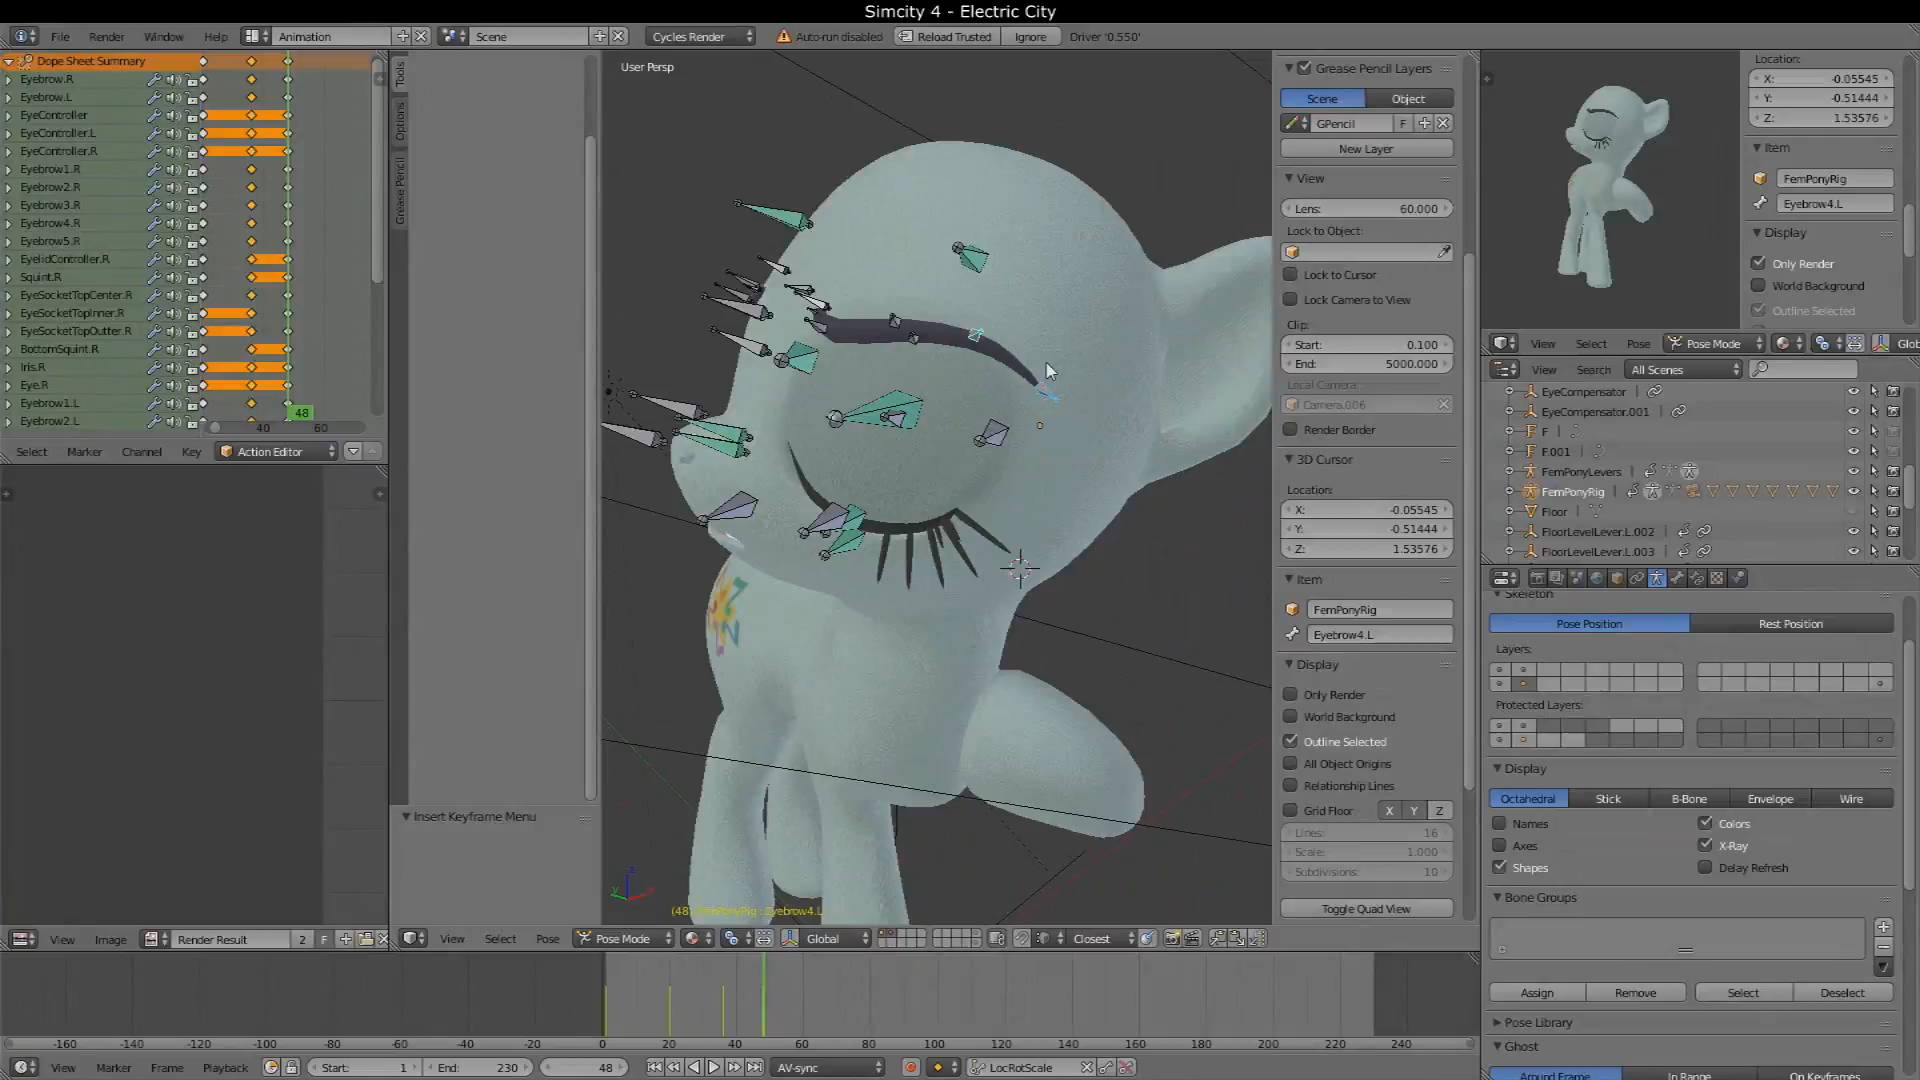 Simcity 4 - Electric City
File Render Window Help Animation Scene Cycles Render Auto-run disabled Reload Trusted Ignore Driver '0.550'
Dope Sheet Summary
Eyebrow.R
Eyebrow.L
EyeController
EyeController.L
EyeController.R
Eyebrow1.R
Eyebrow2.R
Eyebrow3.R
Eyebrow4.R
Eyebrow5.R
EyelidController.R
Squint.R
EyeSocketTopCenter.R
EyeSocketTopInner.R
EyeSocketTopOutter.R
BottomSquint.R
Iris.R
Eye.R
Eyebrow1.L
Eyebrow2.L
48
40 60
Select Marker Channel Key Action Editor
Tools
Options
Grease Pencil
Insert Keyframe Menu
User Persp
(48) FemPonyRig : Eyebrow4.L
Grease Pencil Layers
Scene Object
GPencil F
New Layer
View
Lens: 60.000
Lock to Object:
Lock to Cursor
Lock Camera to View
Clip:
Start: 0.100
End: 5000.000
Local Camera:
Camera.006
Render Border
3D Cursor
Location:
X: -0.05545
Y: -0.51444
Z: 1.53576
Item
FemPonyRig
Eyebrow4.L
Display
Only Render
World Background
Outline Selected
All Object Origins
Relationship Lines
Grid Floor X Y Z
Lines: 16
Scale: 1.000
Subdivisions: 10
Toggle Quad View
Location:
X: -0.05545
Y: -0.51444
Z: 1.53576
Item
FemPonyRig
Eyebrow4.L
Display
Only Render
World Background
Outline Selected
View Select Pose Pose Mode Glob
View Search All Scenes
EyeCompensator
EyeCompensator.001
F
F.001
FemPonyLevers
FemPonyRig
Floor
FloorLevelLever.L.002
FloorLevelLever.L.003
Skeleton
Pose Position Rest Position
Layers:
Protected Layers:
Display
Octahedral Stick B-Bone Envelope Wire
Names Colors
Axes X-Ray
Shapes Delay Refresh
Bone Groups
Assign Remove Select Deselect
Pose Library
Ghost
Around Frame In Range On Keyframes
View Image Render Result 2 F
View Select Pose Pose Mode Global Closest
-160 -140 -120 -100 -80 -60 -40 -20 0 20 40 60 80 100 120 140 160 180 200 220 240
View Marker Frame Playback Start: 1 End: 230 48 AV-sync LocRotScale